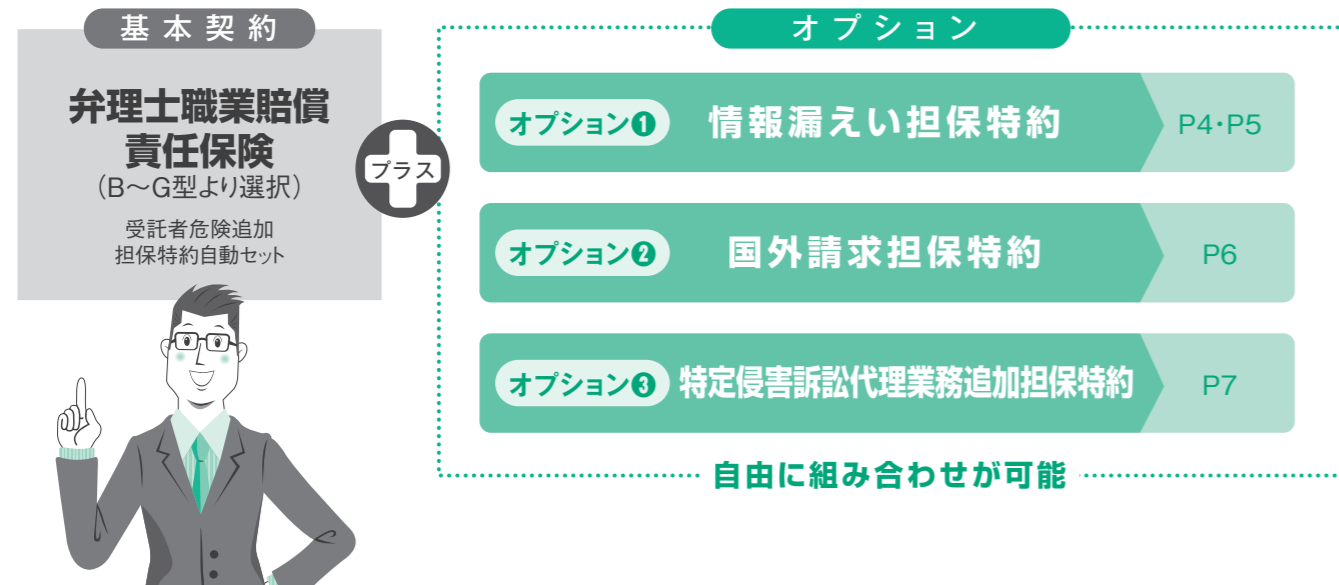 基本契約
弁理士職業賠償
責任保険
(B～G型より選択)
受託者危険追加
担保特約自動セット
プラス
オプション
オプション❶ 情報漏えい担保特約 P4・P5
オプション❷ 国外請求担保特約 P6
オプション❸ 特定侵害訴訟代理業務追加担保特約 P7
自由に組み合わせが可能